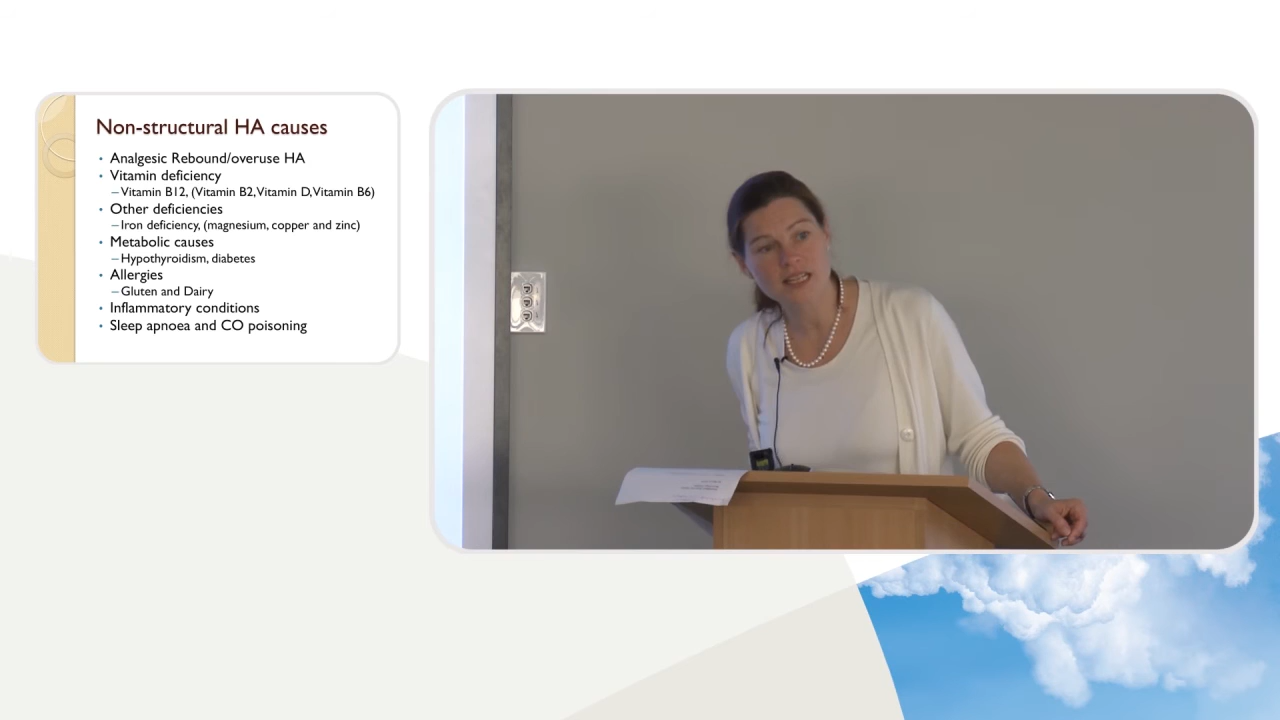 Non-structural HA causes
• Analgesic Rebound/overuse HA
• Vitamin deficiency
–Vitamin B12, (Vitamin B2,Vitamin D,Vitamin B6)
• Other deficiencies
–Iron deficiency, (magnesium, copper and zinc)
• Metabolic causes
–Hypothyroidism, diabetes
• Allergies
–Gluten and Dairy
• Inflammatory conditions
• Sleep apnoea and CO poisoning